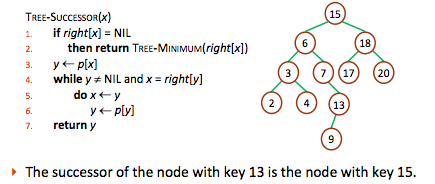 TREE-SUCCESSOR(x)
1. if right[x] = NIL
2. then return TREE-MINIMUM(right[x])
3. y ← p[x]
4. while y ≠ NIL and x = right[y]
5. do x ← y
6. y ← p[y]
7. return y
15
6 18
3 7 17 20
2 4 13
9
The successor of the node with key 13 is the node with key 15.